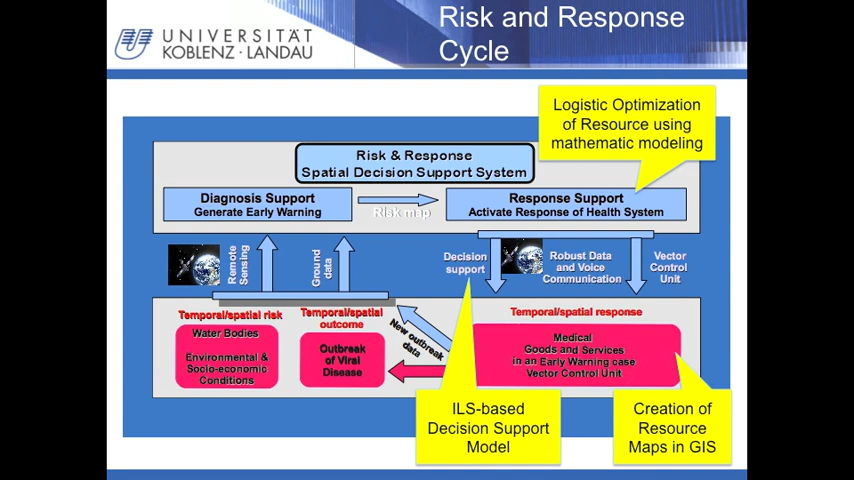 UNIVERSITÄT
KOBLENZ · LANDAU
Risk and Response
Cycle
Logistic Optimization
of Resource using
mathematic modeling
Risk & Response
Spatial Decision Support System
Diagnosis Support
Generate Early Warning
Risk map
Response Support
Activate Response of Health System
Remote
Sensing
Ground
data
Decision
support
Robust Data
and Voice
Communication
Vector
Control
Unit
Temporal/spatial risk
Water Bodies
Environmental &
Socio-economic
Conditions
Temporal/spatial
outcome
Outbreak
of Viral
Disease
New outbreak
data
Temporal/spatial response
Medical
Goods and Services
in an Early Warning case
Vector Control Unit
ILS-based
Decision Support
Model
Creation of
Resource
Maps in GIS